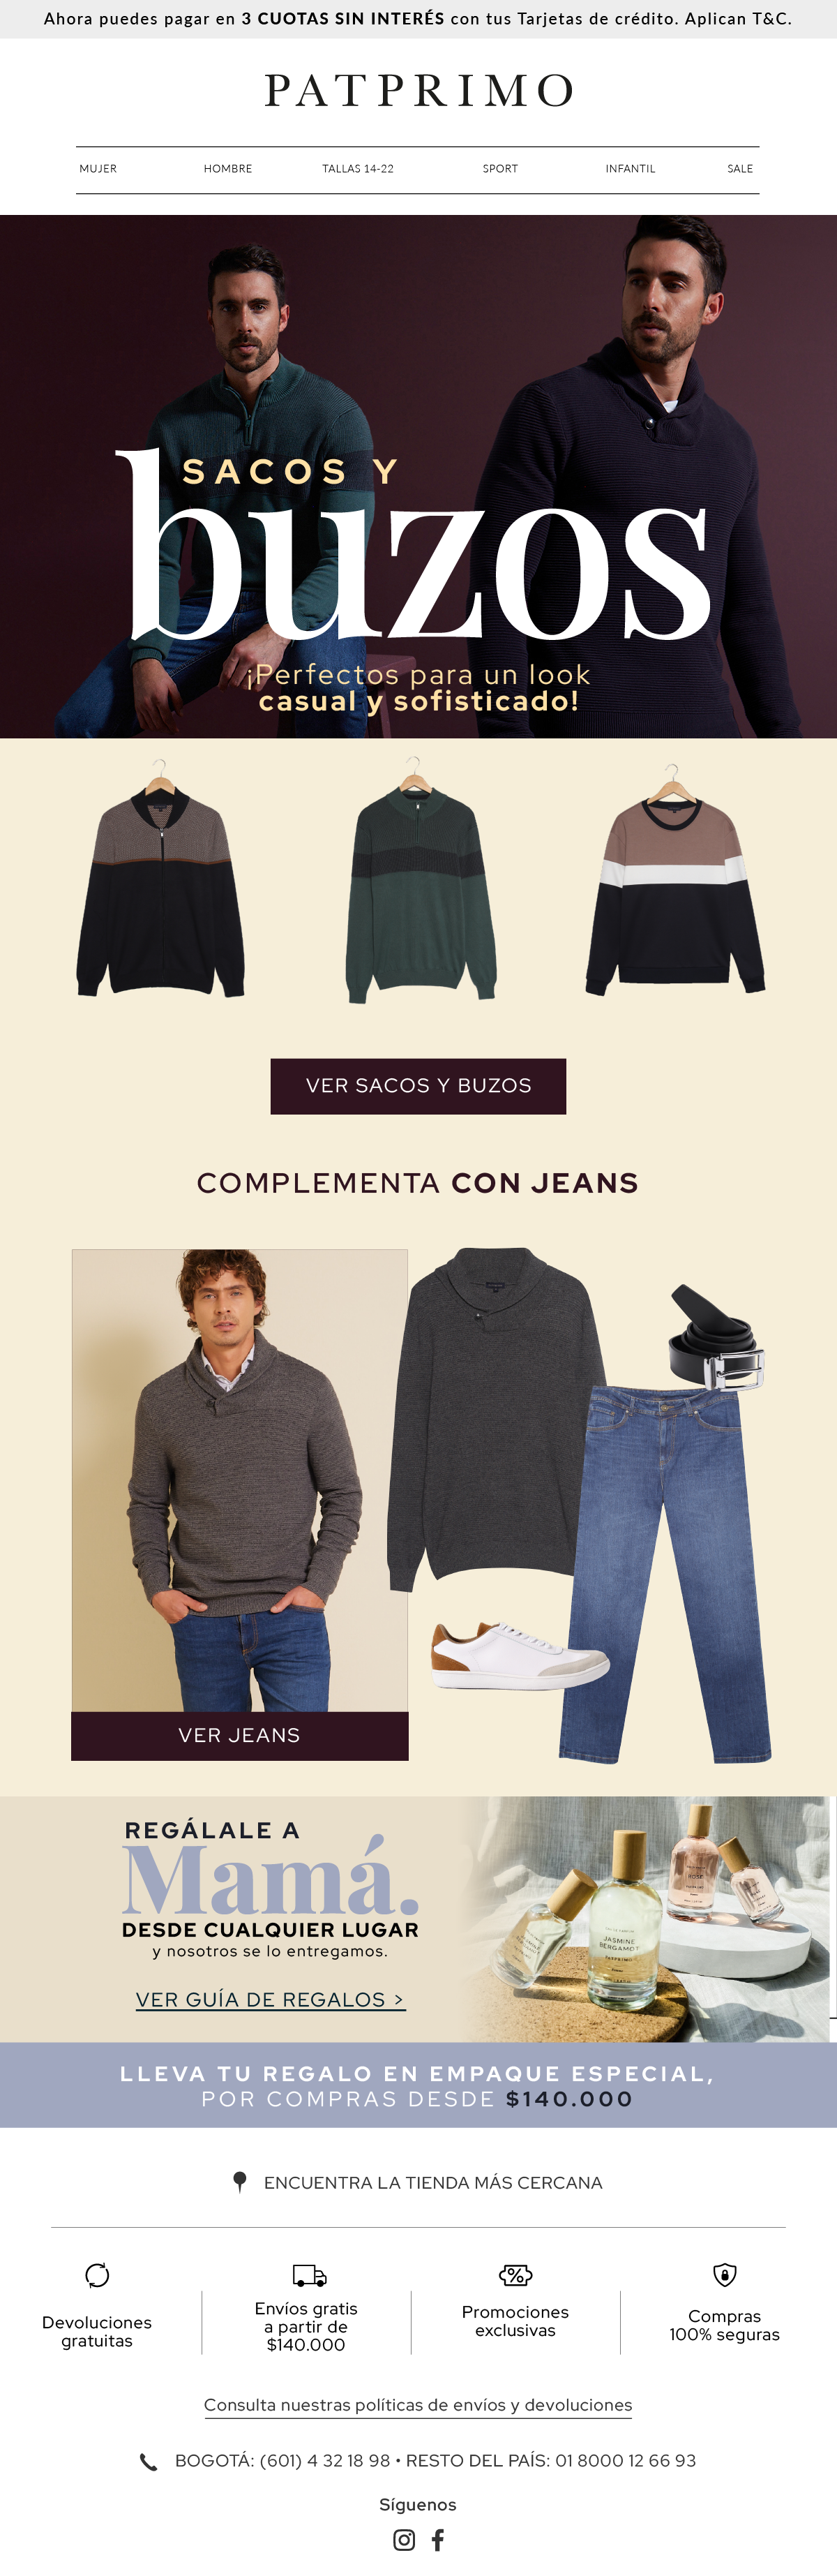 Ahora puedes pagar en 3 CUOTAS SIN INTERÉS con tus Tarjetas de crédito. Aplican T&C.
PATPRIMO
MUJER HOMBRE TALLAS 14-22 SPORT INFANTIL SALE
SACOS Y
buzos
¡Perfectos para un look
casual y sofisticado!
VER SACOS Y BUZOS
COMPLEMENTA CON JEANS
VER JEANS
REGÁLALE A
Mamá.
DESDE CUALQUIER LUGAR
y nosotros se lo entregamos.
VER GUÍA DE REGALOS >
ROSE
JASMINE
BERGAMOT
PATPRIMO
LLEVA TU REGALO EN EMPAQUE ESPECIAL,
POR COMPRAS DESDE $140.000
ENCUENTRA LA TIENDA MÁS CERCANA
Devoluciones
gratuitas
Envíos gratis
a partir de
$140.000
Promociones
exclusivas
Compras
100% seguras
Consulta nuestras políticas de envíos y devoluciones
BOGOTÁ: (601) 4 32 18 98 • RESTO DEL PAÍS: 01 8000 12 66 93
Síguenos